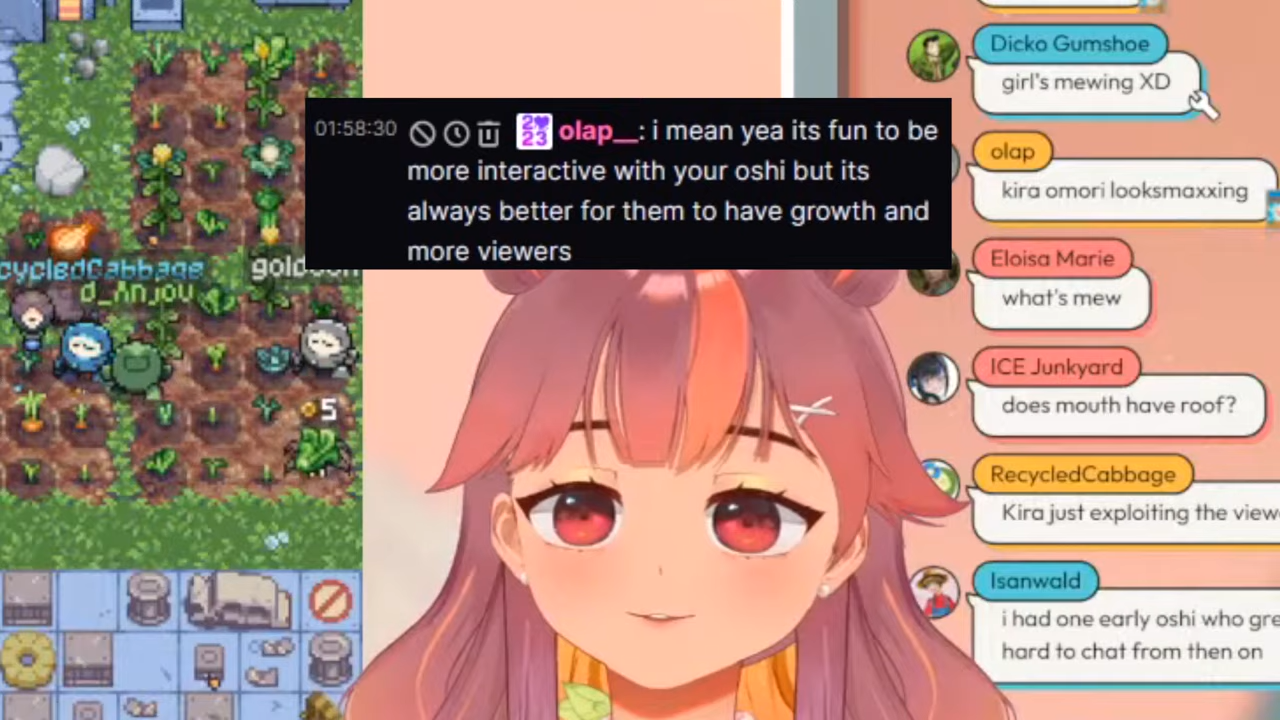 Dicko Gumshoe
girl's mewing XD
01:58:30 olap__: i mean yea its fun to be
more interactive with your oshi but its
always better for them to have growth and
more viewers
olap
kira omori looksmaxxing
Eloisa Marie
what's mew
ICE Junkyard
does mouth have roof?
RecycledCabbage
Kira just exploiting the
Isanwald
i had one early oshi who
hard to chat from then on
d_Anjou
5
2
23